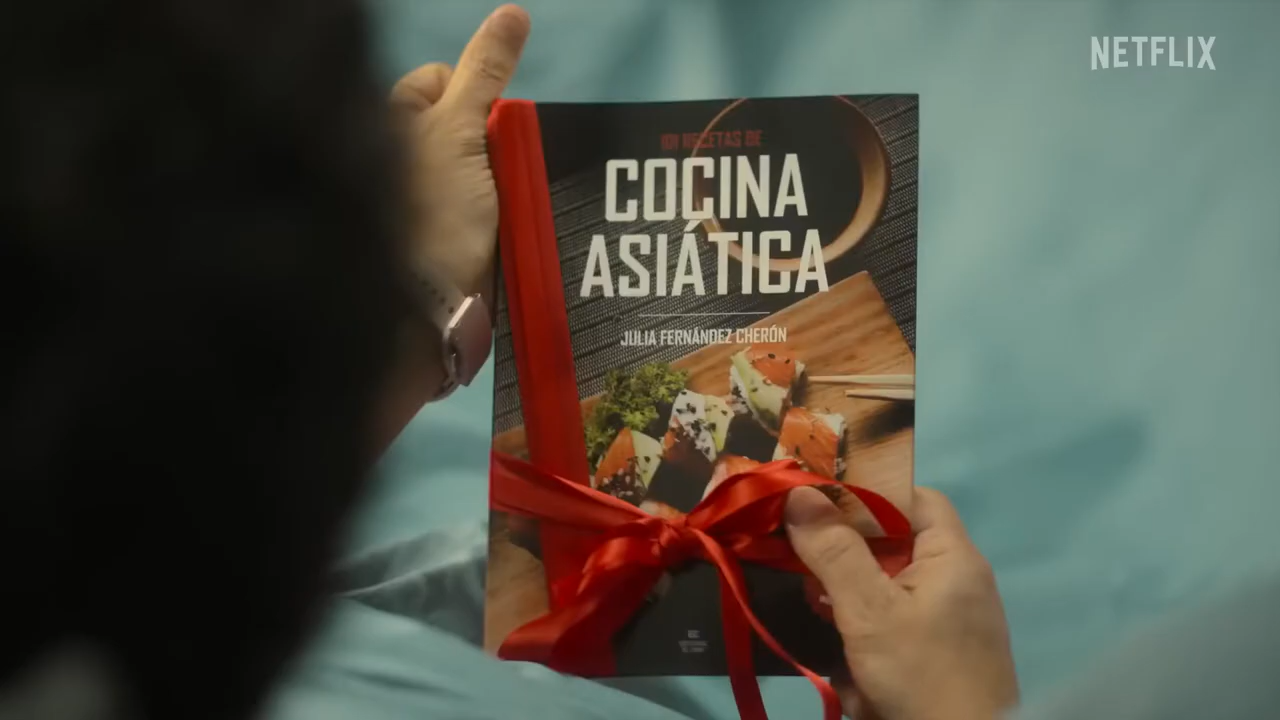 NETFLIX
101 RECETAS DE
COCINA
ASIÁTICA
JULIA FERNÁNDEZ CHERÓN